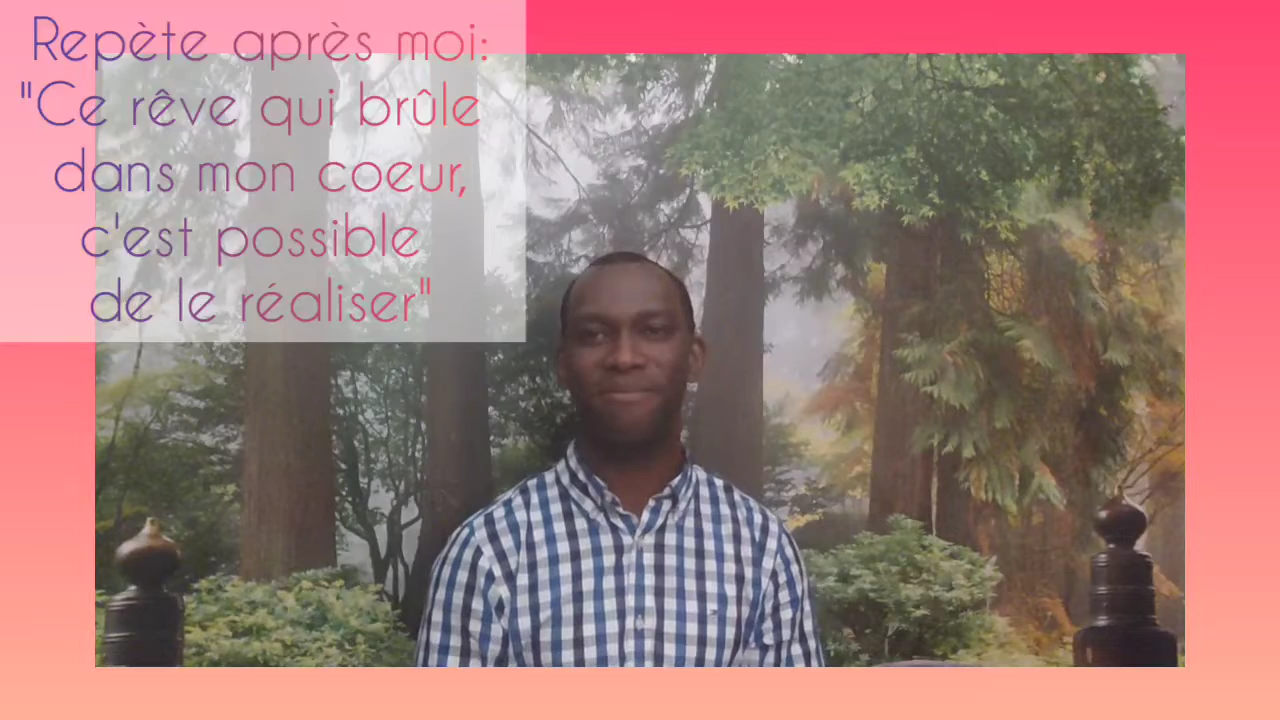 Repète après moi:
"Ce rêve qui brûle
dans mon coeur,
c'est possible
de le réaliser"